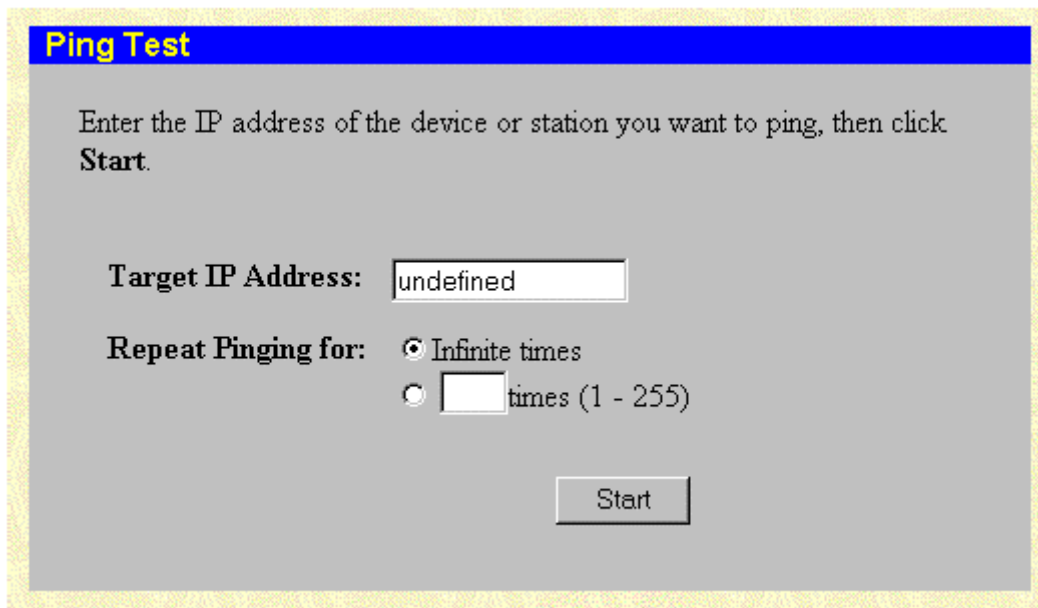 Ping Test
Enter the IP address of the device or station you want to ping, then click
Start.
Target IP Address: undefined
Repeat Pinging for: Infinite times
times (1 - 255)
Start